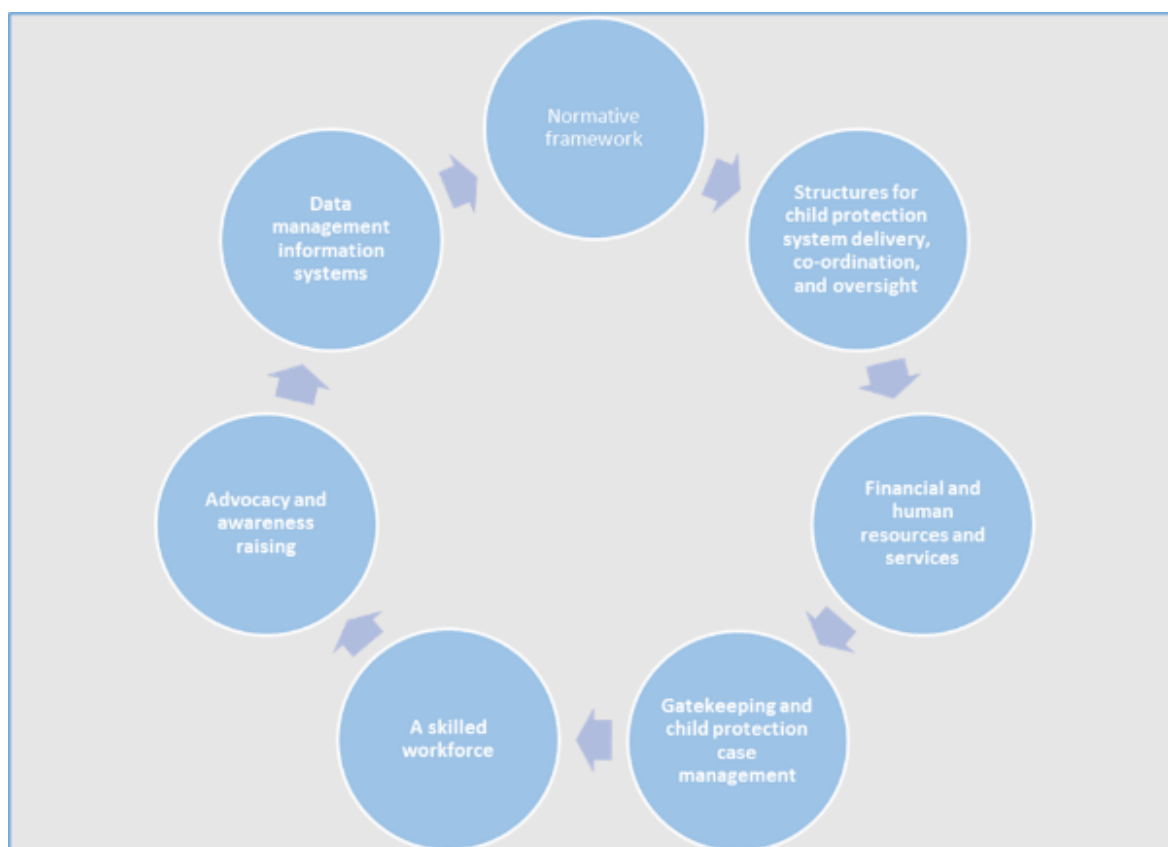 Normative
framework
Structures for
child protection
system delivery,
co-ordination,
and oversight
Financial and
human
resources and
services
Gatekeeping and
child protection
case
management
A skilled
workforce
Advocacy and
awareness
raising
Data
management
information
systems